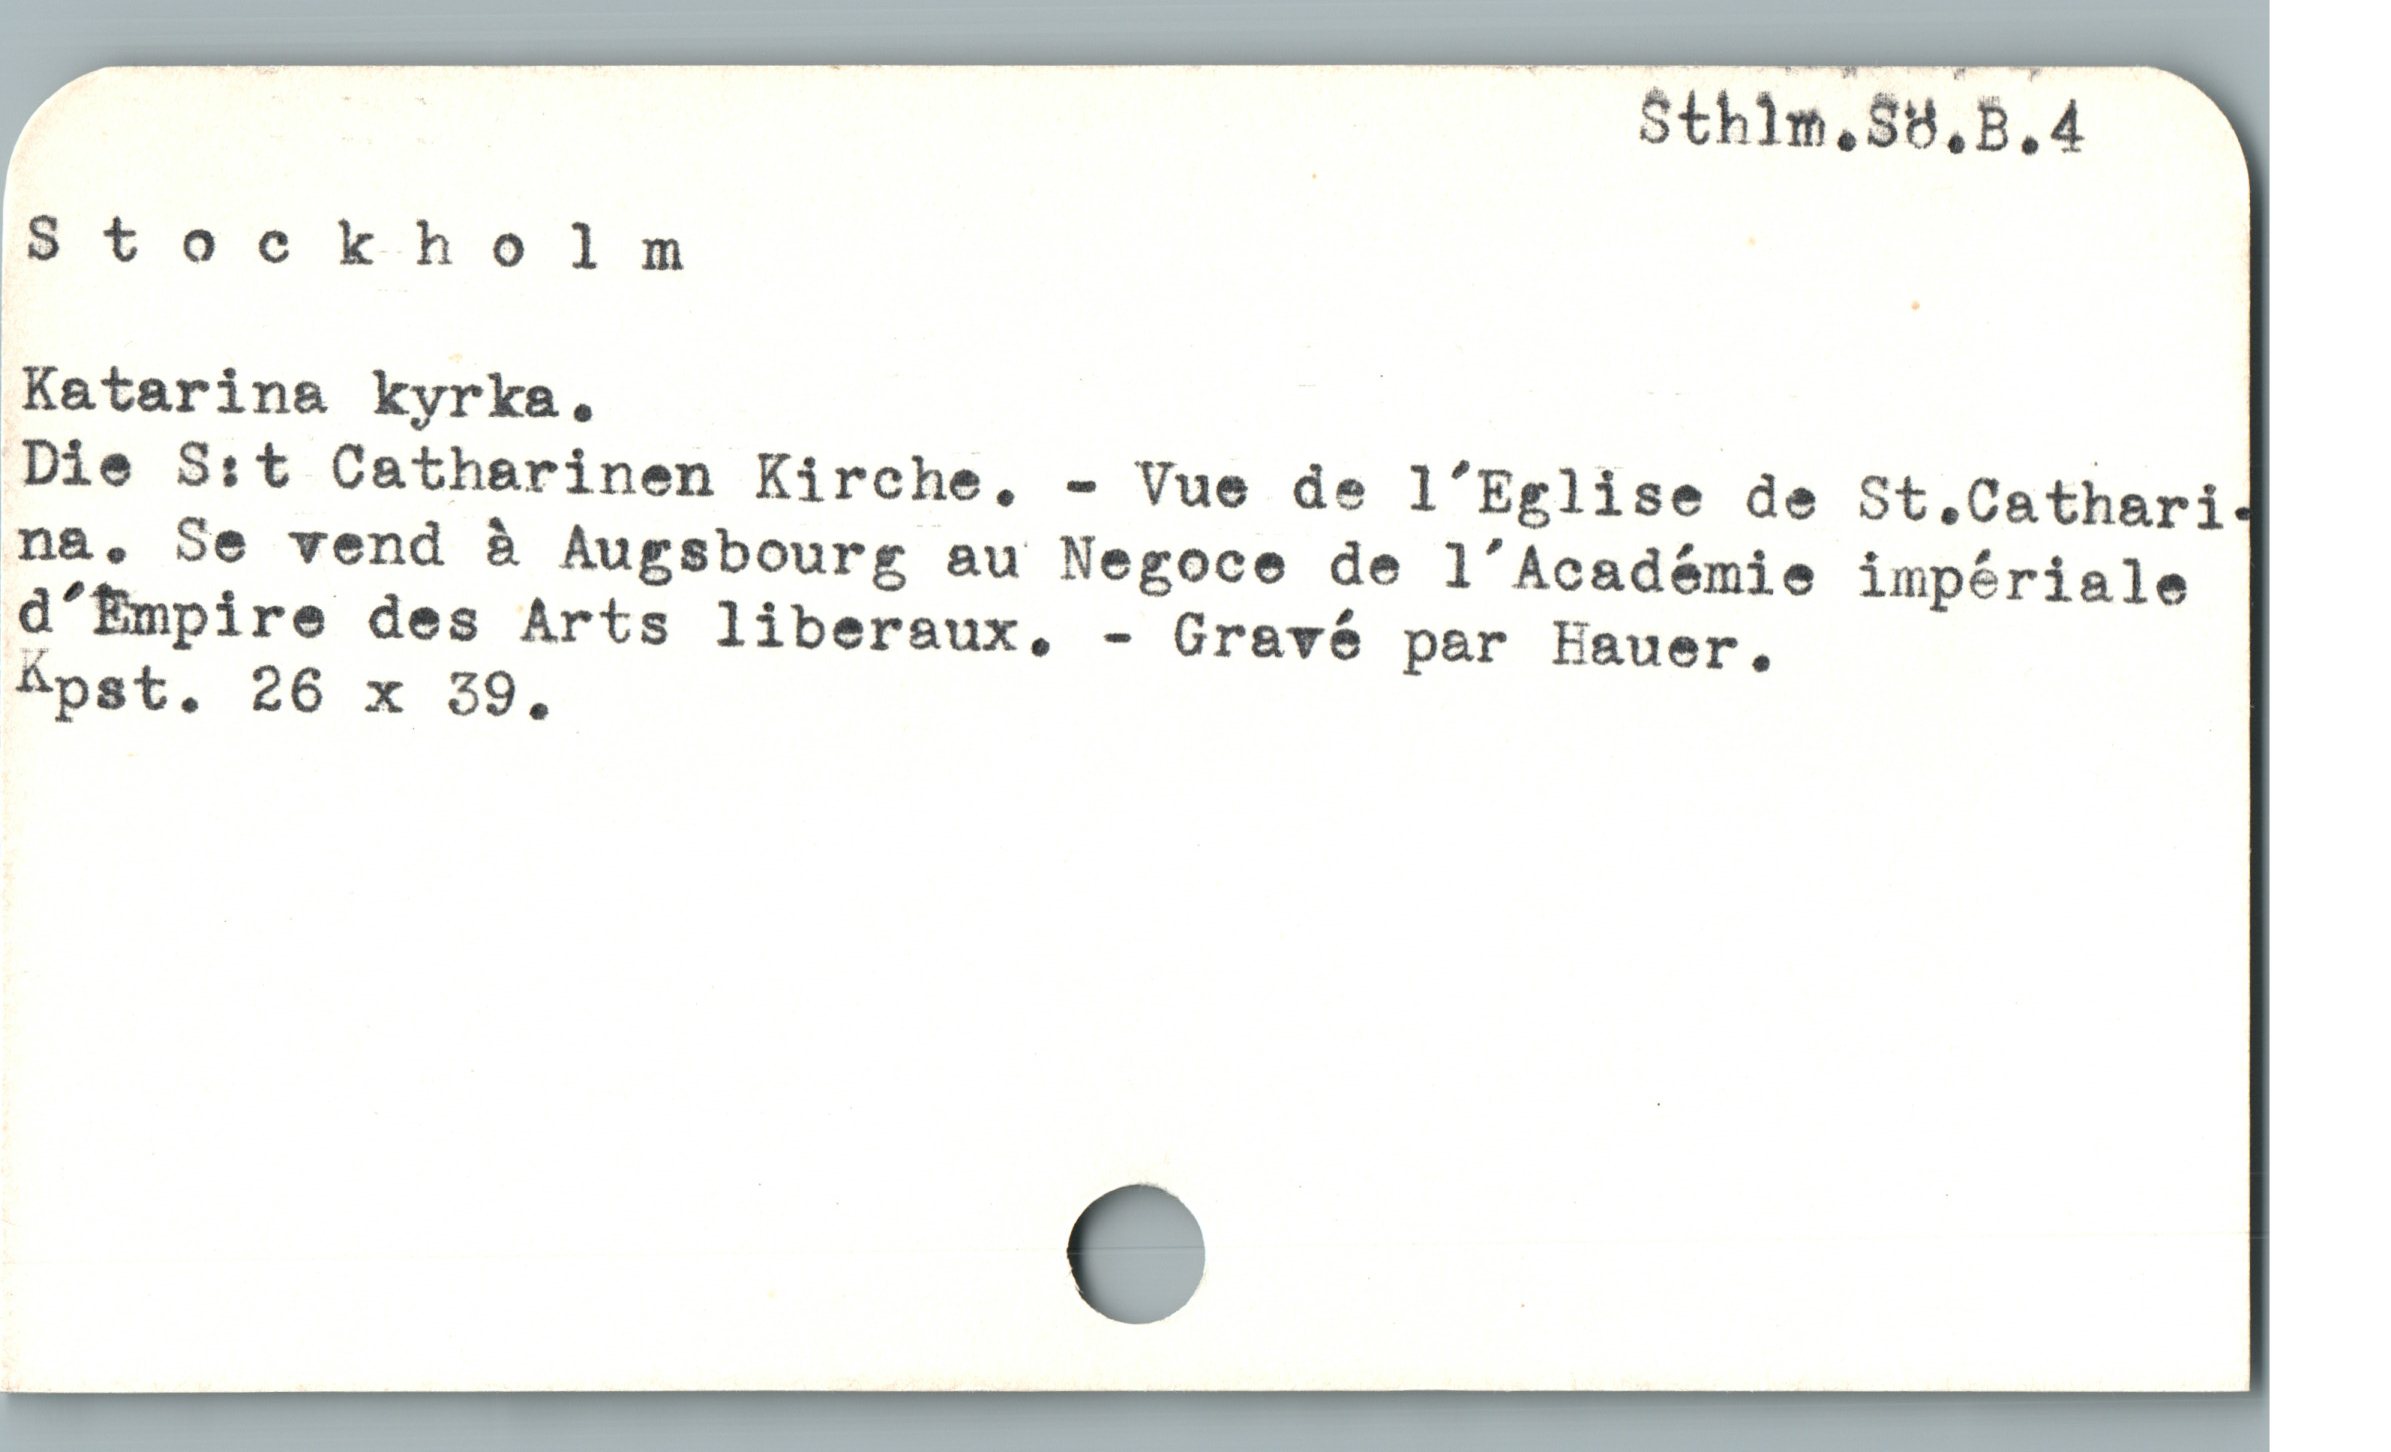 Sthlm.Sö.B.4
S t o c k h o l m
Katarina kyrka.
Die S:t Catharinen Kirche. - Vue de l´Eglise de St.Cathari-
na. Se vend à Augsbourg au Negoce de l´Académie impériale
d´Empire des Arts liberaux. - Gravé par Hauer.
Kpst. 26 x 39.